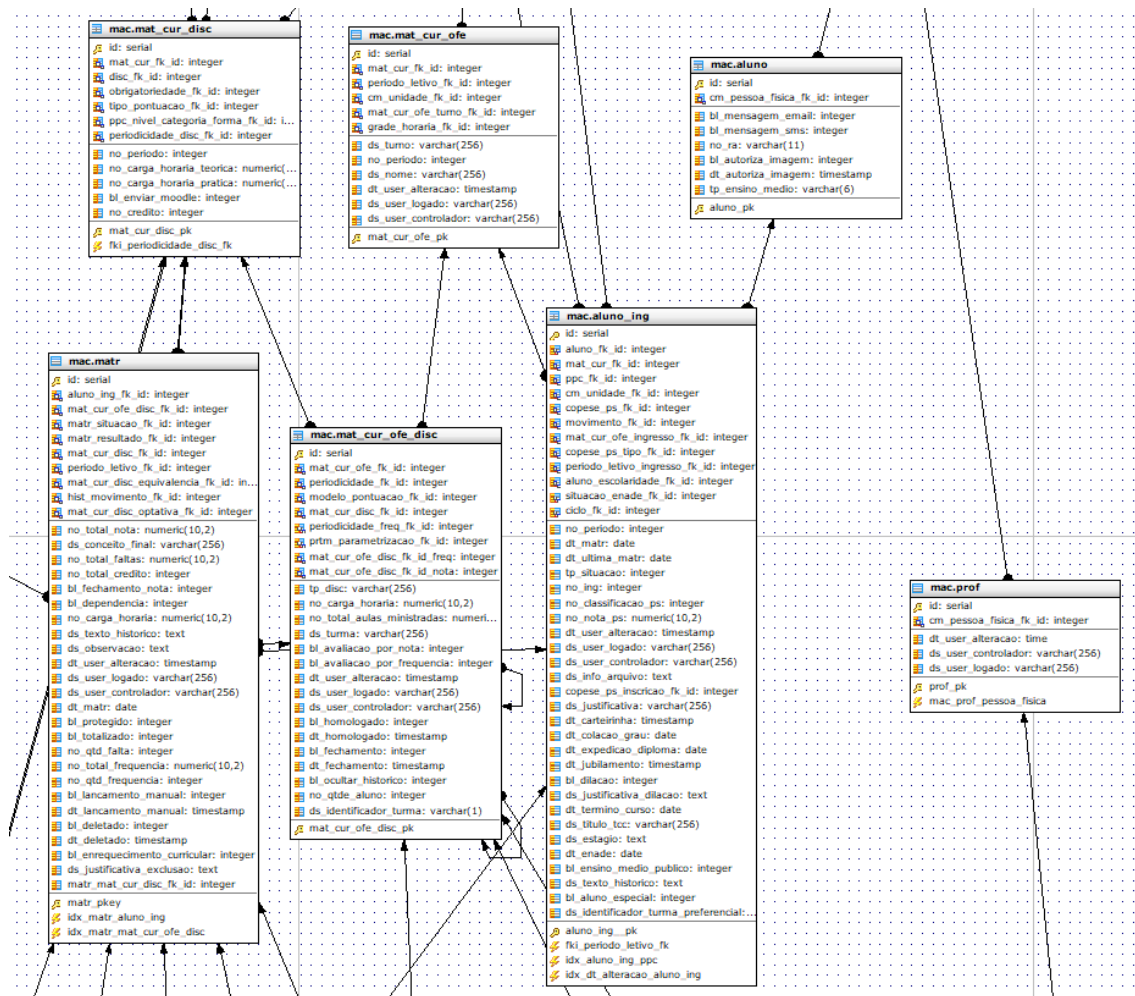 mac.mat_cur_disc
id: serial
mat_cur_fk_id: integer
disc_fk_id: integer
obrigatoriedade_fk_id: integer
tipo_pontuacao_fk_id: integer
ppc_nivel_categoria_forma_fk_id: i...
periodicidade_disc_fk_id: integer
no_periodo: integer
no_carga_horaria_teorica: numeric(...
no_carga_horaria_pratica: numeric(...
bl_enviar_moodle: integer
no_credito: integer
mat_cur_disc_pk
fki_periodicidade_disc_fk
mac.mat_cur_ofe
id: serial
mat_cur_fk_id: integer
periodo_letivo_fk_id: integer
cm_unidade_fk_id: integer
mat_cur_ofe_turno_fk_id: integer
grade_horaria_fk_id: integer
ds_turno: varchar(256)
no_periodo: integer
ds_nome: varchar(256)
dt_user_alteracao: timestamp
ds_user_logado: varchar(256)
ds_user_controlador: varchar(256)
mat_cur_ofe_pk
mac.aluno
id: serial
cm_pessoa_fisica_fk_id: integer
bl_mensagem_email: integer
bl_mensagem_sms: integer
no_ra: varchar(11)
bl_autoriza_imagem: integer
dt_autoriza_imagem: timestamp
tp_ensino_medio: varchar(6)
aluno_pk
mac.matr
id: serial
aluno_ing_fk_id: integer
mat_cur_ofe_disc_fk_id: integer
matr_situacao_fk_id: integer
matr_resultado_fk_id: integer
mat_cur_disc_fk_id: integer
periodo_letivo_fk_id: integer
mat_cur_disc_equivalencia_fk_id: in...
hist_movimento_fk_id: integer
mat_cur_disc_optativa_fk_id: integer
no_total_nota: numeric(10,2)
ds_conceito_final: varchar(256)
no_total_faltas: numeric(10,2)
no_total_credito: integer
bl_fechamento_nota: integer
bl_dependencia: integer
no_carga_horaria: numeric(10,2)
ds_texto_historico: text
ds_observacao: text
dt_user_alteracao: timestamp
ds_user_logado: varchar(256)
ds_user_controlador: varchar(256)
dt_matr: date
bl_protegido: integer
bl_totalizado: integer
no_qtd_falta: integer
no_total_frequencia: numeric(10,2)
no_qtd_frequencia: integer
bl_lancamento_manual: integer
dt_lancamento_manual: timestamp
bl_deletado: integer
dt_deletado: timestamp
bl_enrequecimento_curricular: integer
ds_justificativa_exclusao: text
matr_mat_cur_disc_fk_id: integer
matr_pkey
idx_matr_aluno_ing
idx_matr_mat_cur_ofe_disc
mac.mat_cur_ofe_disc
id: serial
mat_cur_ofe_fk_id: integer
periodicidade_fk_id: integer
modelo_pontuacao_fk_id: integer
mat_cur_disc_fk_id: integer
periodicidade_freq_fk_id: integer
prtm_parametrizacao_fk_id: integer
mat_cur_ofe_disc_fk_id_freq: integer
mat_cur_ofe_disc_fk_id_nota: integer
tp_disc: varchar(256)
no_carga_horaria: numeric(10,2)
no_total_aulas_ministradas: numeri...
ds_turma: varchar(256)
bl_avaliacao_por_nota: integer
bl_avaliacao_por_frequencia: integer
dt_user_alteracao: timestamp
ds_user_logado: varchar(256)
ds_user_controlador: varchar(256)
bl_homologado: integer
dt_homologado: timestamp
bl_fechamento: integer
dt_fechamento: timestamp
bl_ocultar_historico: integer
no_qtde_aluno: integer
ds_identificador_turma: varchar(1)
mat_cur_ofe_disc_pk
mac.aluno_ing
id: serial
aluno_fk_id: integer
mat_cur_fk_id: integer
ppc_fk_id: integer
cm_unidade_fk_id: integer
copese_ps_fk_id: integer
movimento_fk_id: integer
mat_cur_ofe_ingresso_fk_id: integer
copese_ps_tipo_fk_id: integer
periodo_letivo_ingresso_fk_id: integer
aluno_escolaridade_fk_id: integer
situacao_enade_fk_id: integer
ciclo_fk_id: integer
no_periodo: integer
dt_matr: date
dt_ultima_matr: date
tp_situacao: integer
no_ing: integer
no_classificacao_ps: integer
no_nota_ps: numeric(10,2)
dt_user_alteracao: timestamp
ds_user_logado: varchar(256)
ds_user_controlador: varchar(256)
ds_info_arquivo: text
copese_ps_inscricao_fk_id: integer
ds_justificativa: varchar(256)
dt_carteirinha: timestamp
dt_colacao_grau: date
dt_expedicao_diploma: date
dt_jubilamento: timestamp
bl_dilacao: integer
ds_justificativa_dilacao: text
dt_termino_curso: date
ds_titulo_tcc: varchar(256)
ds_estagio: text
dt_enade: date
bl_ensino_medio_publico: integer
ds_texto_historico: text
bl_aluno_especial: integer
ds_identificador_turma_preferencial:...
aluno_ing__pk
fki_periodo_letivo_fk
idx_aluno_ing_ppc
idx_dt_alteracao_aluno_ing
mac.prof
id: serial
cm_pessoa_fisica_fk_id: integer
dt_user_alteracao: time
ds_user_controlador: varchar(256)
ds_user_logado: varchar(256)
prof_pk
mac_prof_pessoa_fisica